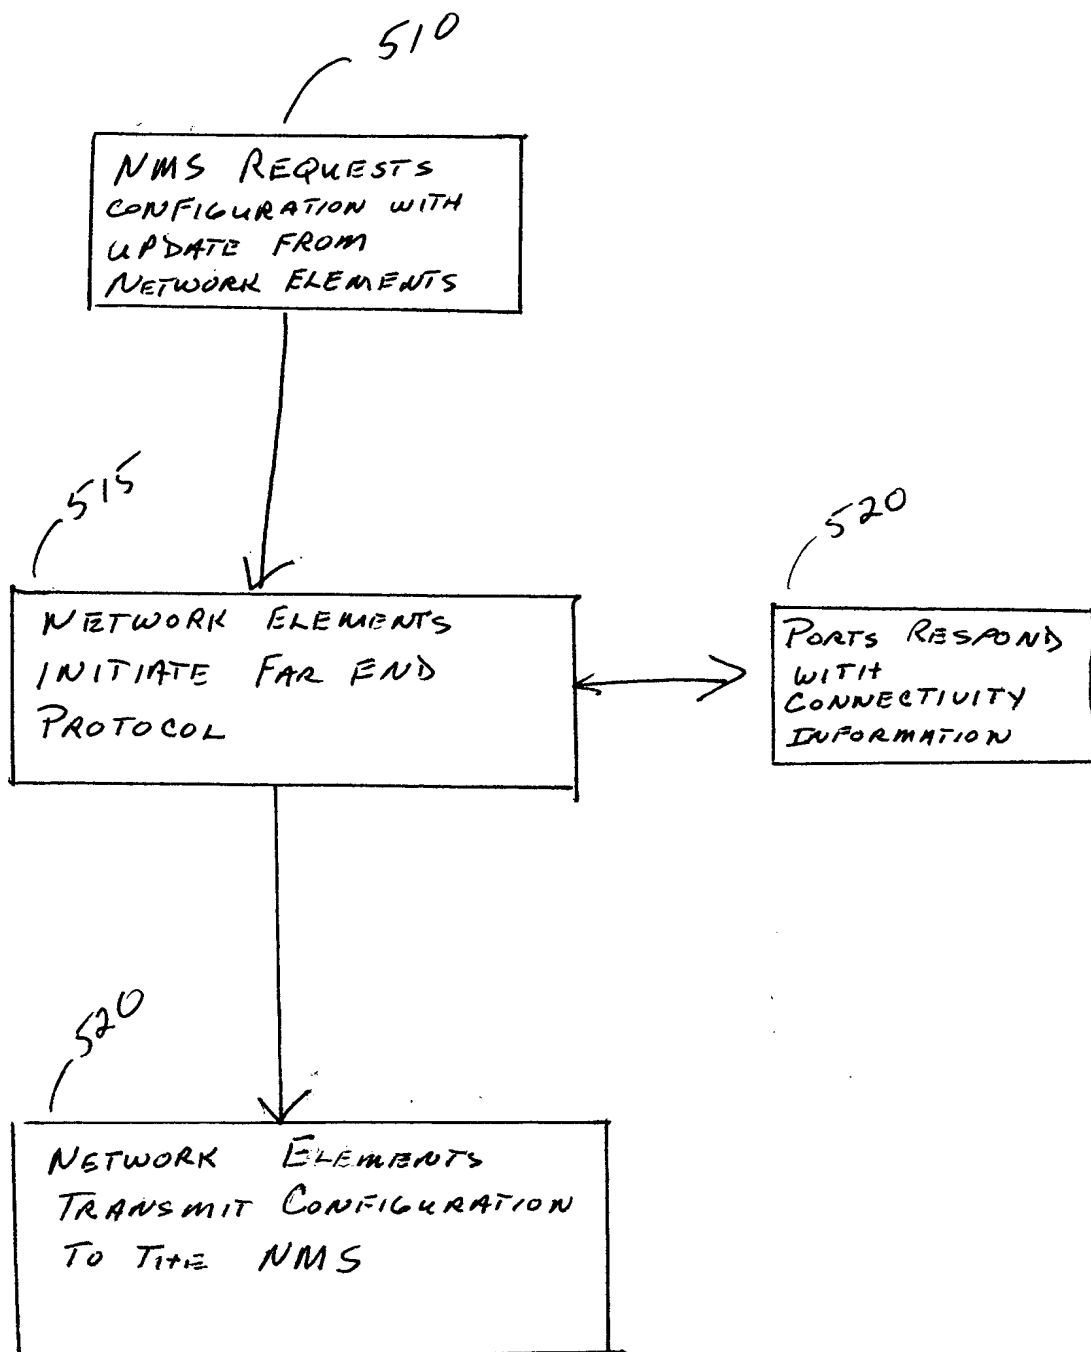 510
NMS REQUESTS
CONFIGURATION WITH
UPDATE FROM
NETWORK ELEMENTS
515
NETWORK ELEMENTS
INITIATE FAR END
PROTOCOL
520
PORTS RESPOND
WITH
CONNECTIVITY
INFORMATION
520
NETWORK ELEMENTS
TRANSMIT CONFIGURATION
TO THE NMS